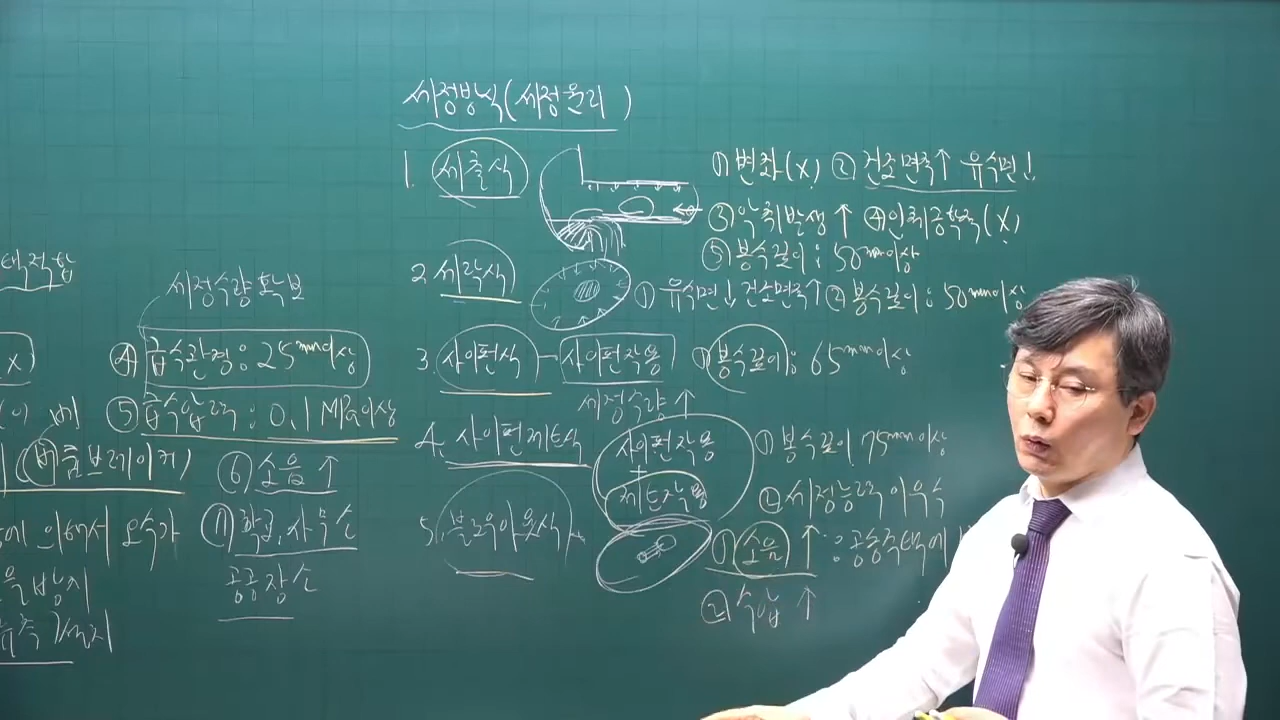 세정방식(세정원리)
1. 세출식
① 변좌(X) ② 건조면적↑ 유수면↓
③ 악취발생↑ ④ 인체공학적(X)
⑤ 봉수깊이 : 50mm이상
2. 세락식
① 유수면↓ 건조면적↑ ② 봉수깊이 : 50mm이상
3. 사이펀식 - 사이펀작용
① 봉수깊이 : 65mm이상
세정수량↑
4. 사이펀제트식
사이펀작용
+
제트작용
① 봉수깊이 75mm이상
② 세정능력 이 우수
5. 블로우아웃식
① 소음↑ : 공동주택에
② 수압↑
세정수량 확보
④ 급수관경 : 25mm이상
⑤ 급수압력 : 0.1 MPa이상
⑥ 소음↑
⑦ 학교, 사무소
공공장소
X)
버큠브레이커)
에 의해서 오수가
을 방지